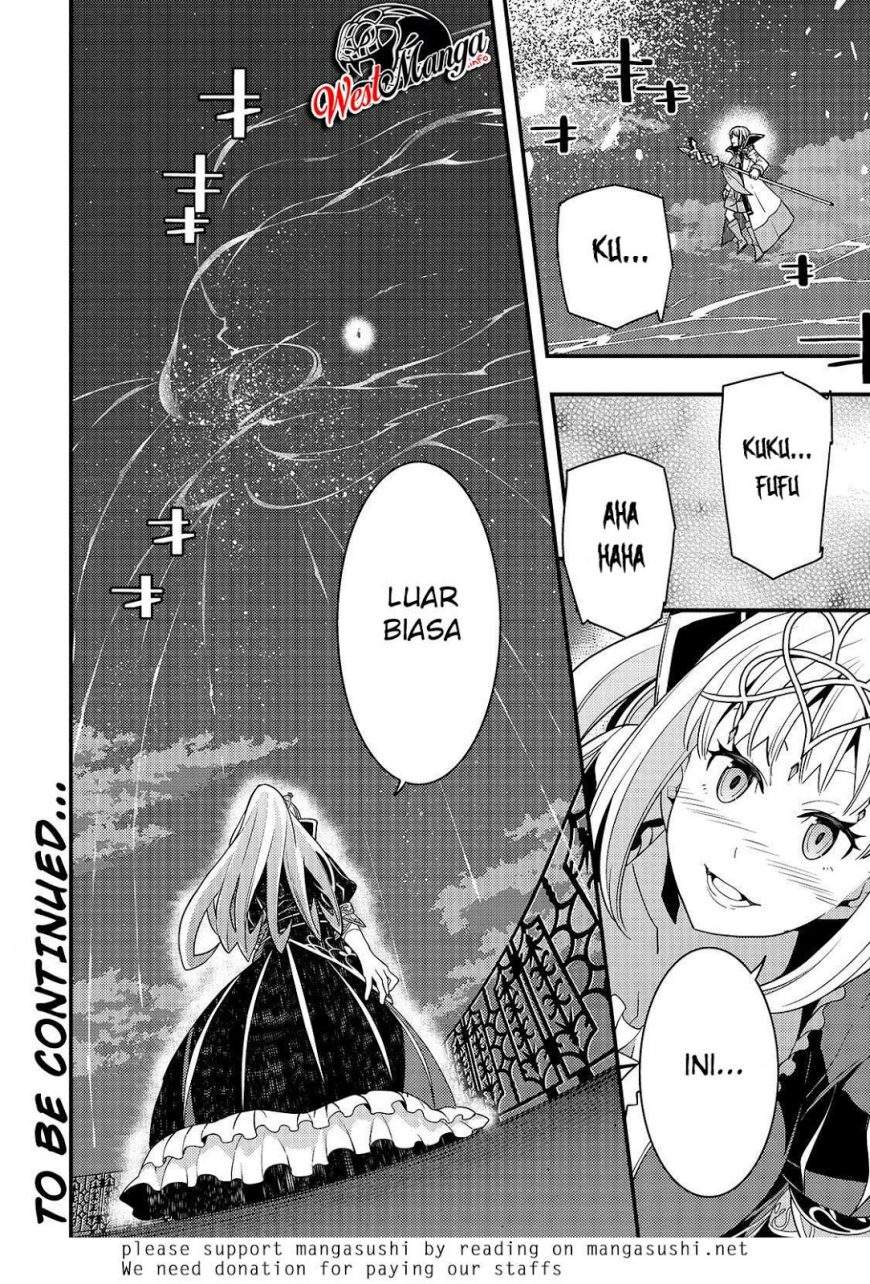 WestManga
.info
KU...
KUKU...
FUFU
AHA
HAHA
INI...
LUAR
BIASA
TO BE CONTINUED...
please support mangasushi by reading on mangasushi.net
We need donation for paying our staffs